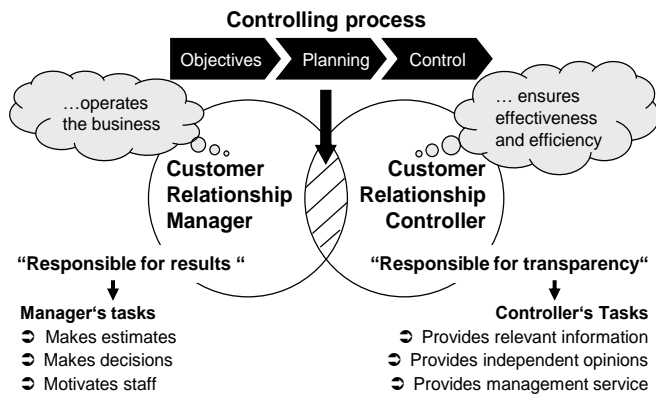 Controlling process
Objectives
Planning
Control
…operates
the business
… ensures
effectiveness
and efficiency
Customer
Relationship
Manager
Customer
Relationship
Controller
“Responsible for results “
“Responsible for transparency“
Manager‘s tasks
➲ Makes estimates
➲ Makes decisions
➲ Motivates staff
Controller‘s Tasks
➲ Provides relevant information
➲ Provides independent opinions
➲ Provides management service